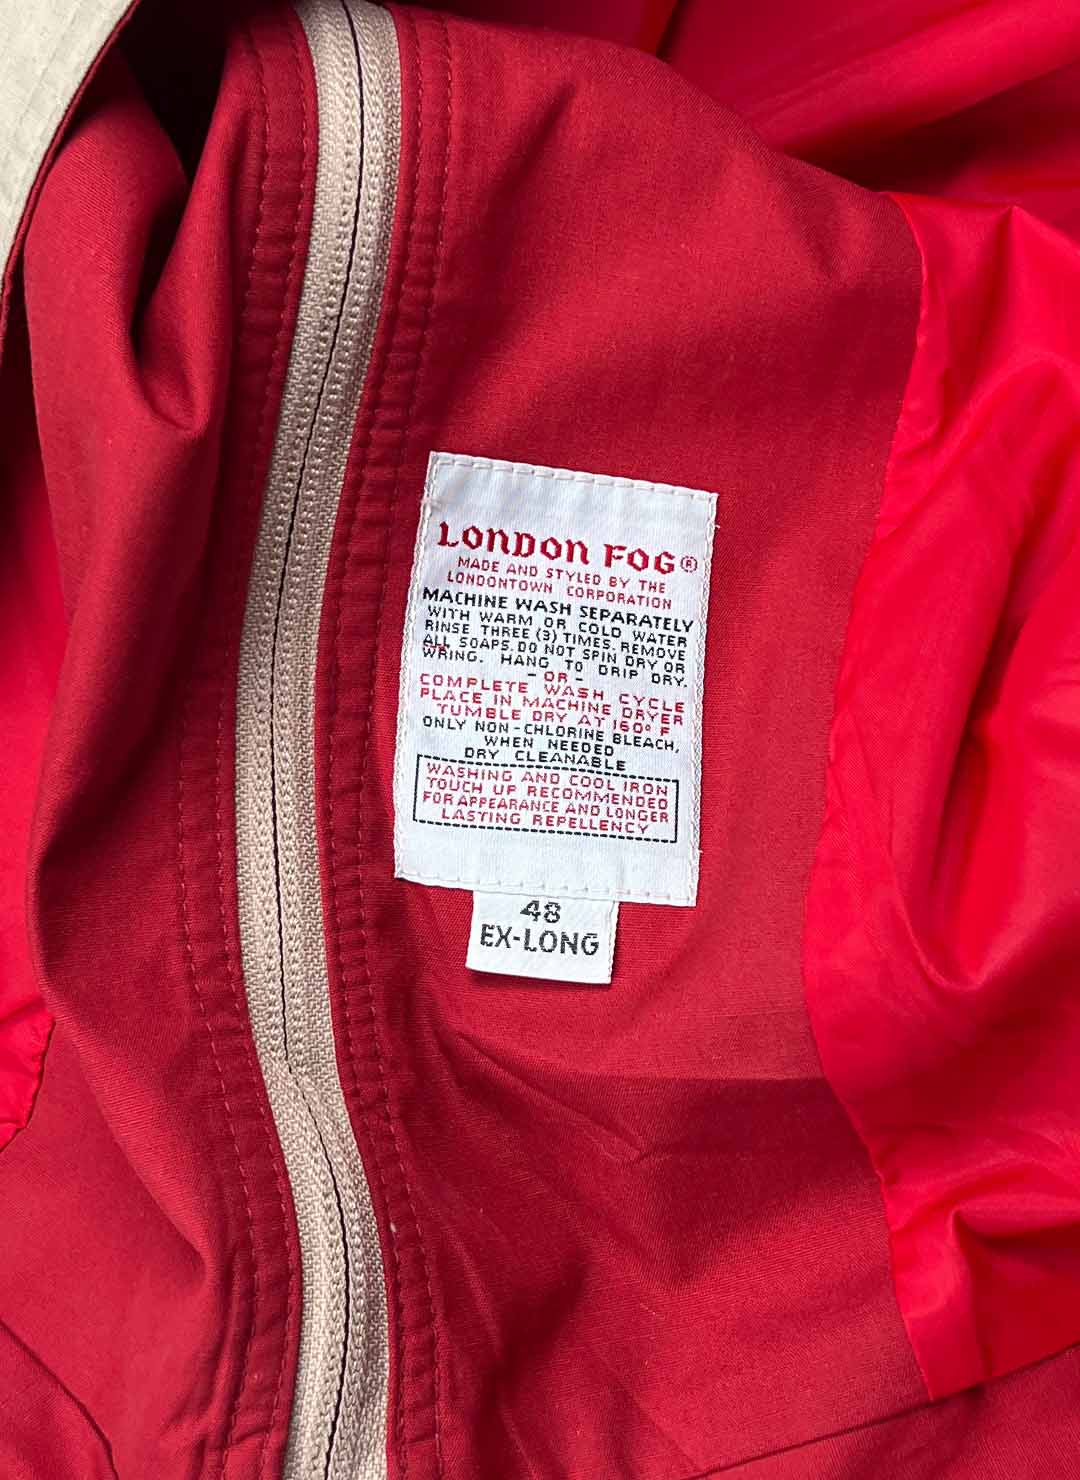 LONDON FOG®
MADE AND STYLED BY THE
LONDONTOWN CORPORATION
MACHINE WASH SEPARATELY
WITH WARM OR COLD WATER
RINSE THREE (3) TIMES. REMOVE
ALL SOAPS. DO NOT SPIN DRY OR
WRING. HANG TO DRIP DRY.
- OR -
COMPLETE WASH CYCLE
PLACE IN MACHINE DRYER
TUMBLE DRY AT 160° F
ONLY NON-CHLORINE BLEACH,
WHEN NEEDED
DRY CLEANABLE
WASHING AND COOL IRON
TOUCH UP RECOMMENDED
FOR APPEARANCE AND LONGER
LASTING REPELLENCY
48
EX-LONG